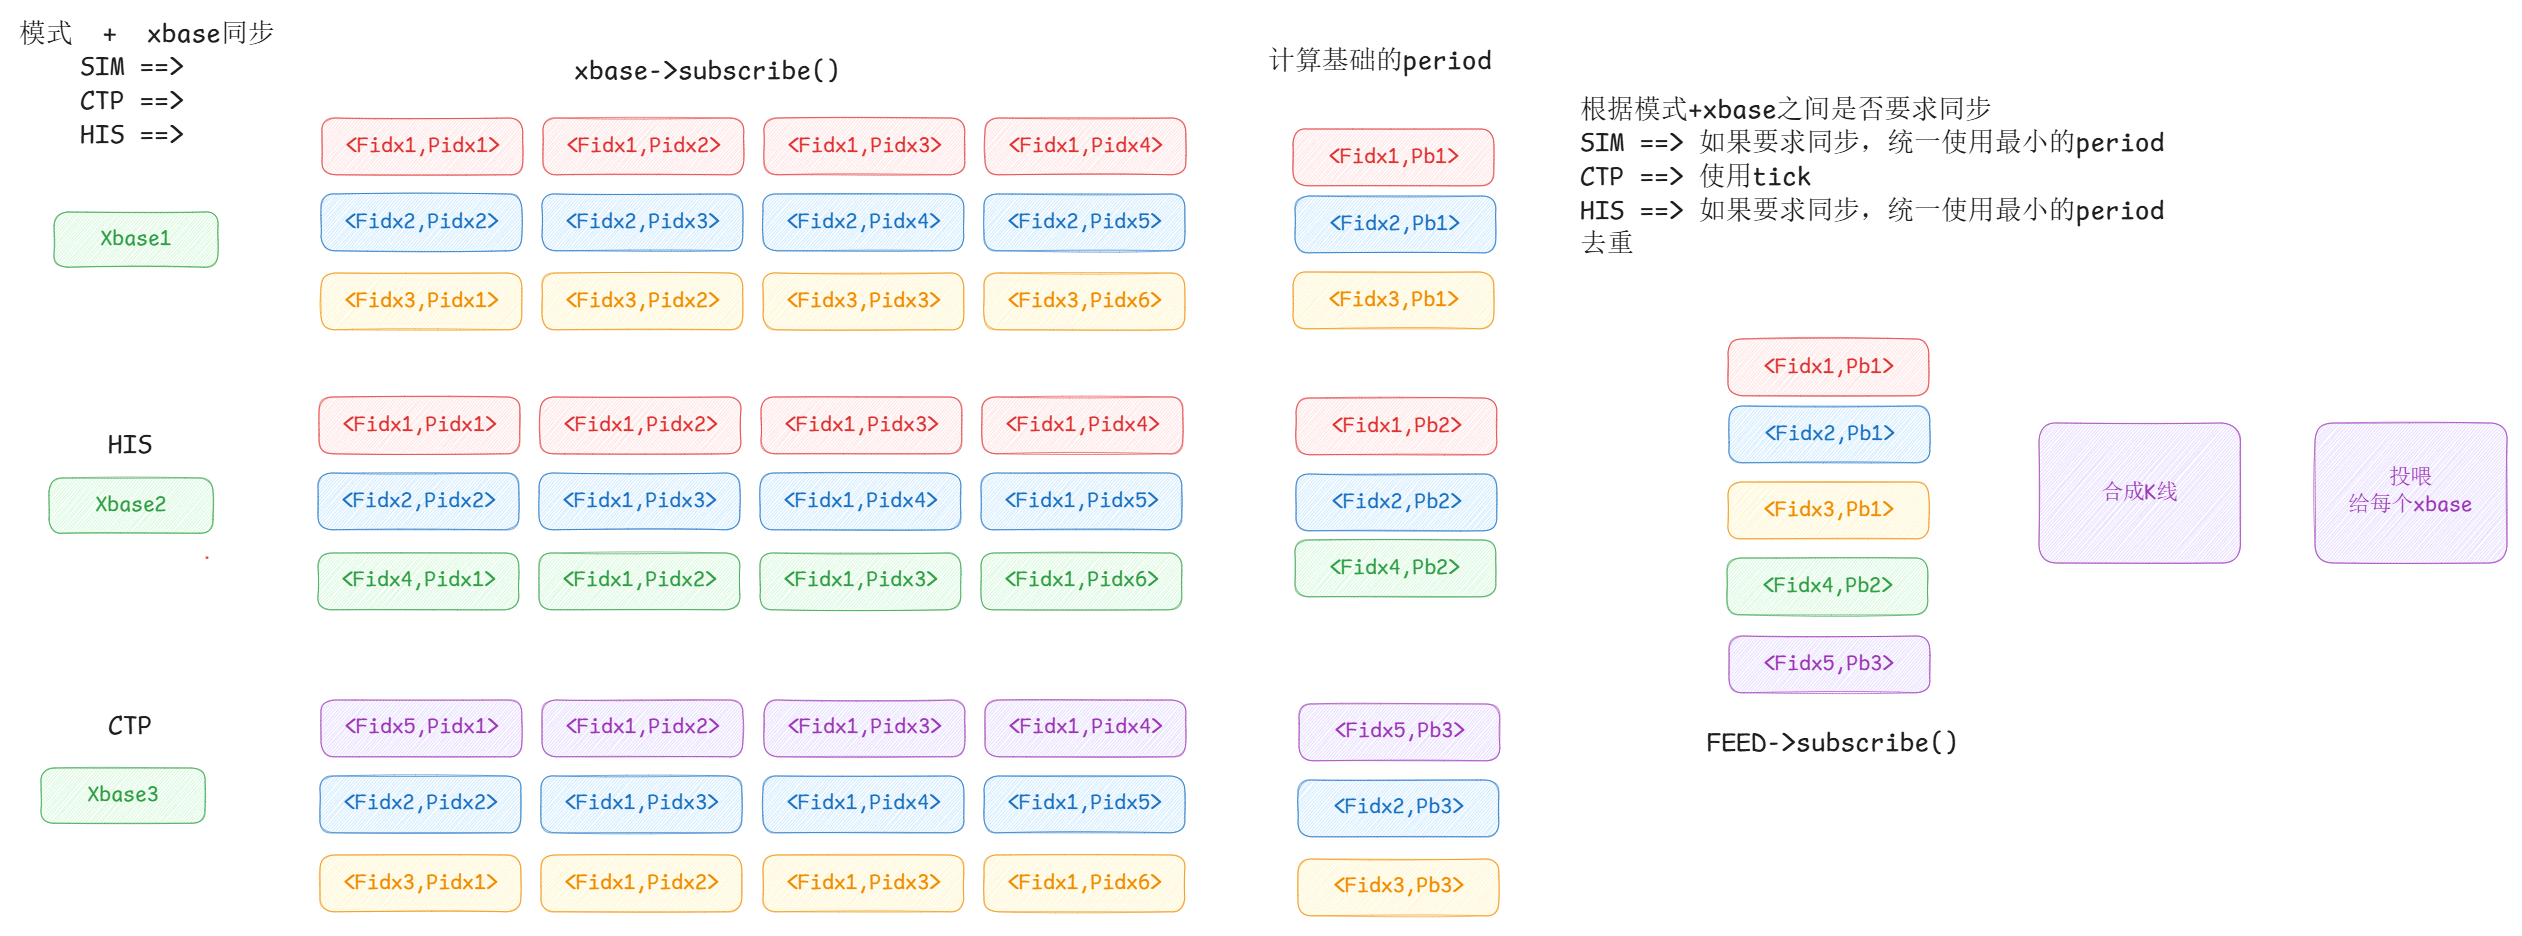 模式 + xbase同步
SIM ==>
CTP ==>
HIS ==>
xbase->subscribe()
计算基础的period
根据模式+xbase之间是否要求同步
SIM ==> 如果要求同步，统一使用最小的period
CTP ==> 使用tick
HIS ==> 如果要求同步，统一使用最小的period
去重
Xbase1
<Fidx1,Pidx1>
<Fidx1,Pidx2>
<Fidx1,Pidx3>
<Fidx1,Pidx4>
<Fidx1,Pb1>
<Fidx2,Pidx2>
<Fidx2,Pidx3>
<Fidx2,Pidx4>
<Fidx2,Pidx5>
<Fidx2,Pb1>
<Fidx3,Pidx1>
<Fidx3,Pidx2>
<Fidx3,Pidx3>
<Fidx3,Pidx6>
<Fidx3,Pb1>
HIS
Xbase2
<Fidx1,Pidx1>
<Fidx1,Pidx2>
<Fidx1,Pidx3>
<Fidx1,Pidx4>
<Fidx1,Pb2>
<Fidx2,Pidx2>
<Fidx1,Pidx3>
<Fidx1,Pidx4>
<Fidx1,Pidx5>
<Fidx2,Pb2>
<Fidx4,Pidx1>
<Fidx1,Pidx2>
<Fidx1,Pidx3>
<Fidx1,Pidx6>
<Fidx4,Pb2>
CTP
Xbase3
<Fidx5,Pidx1>
<Fidx1,Pidx2>
<Fidx1,Pidx3>
<Fidx1,Pidx4>
<Fidx5,Pb3>
<Fidx2,Pidx2>
<Fidx1,Pidx3>
<Fidx1,Pidx4>
<Fidx1,Pidx5>
<Fidx2,Pb3>
<Fidx3,Pidx1>
<Fidx1,Pidx2>
<Fidx1,Pidx3>
<Fidx1,Pidx6>
<Fidx3,Pb3>
<Fidx1,Pb1>
<Fidx2,Pb1>
<Fidx3,Pb1>
<Fidx4,Pb2>
<Fidx5,Pb3>
FEED->subscribe()
合成K线
投喂
给每个xbase